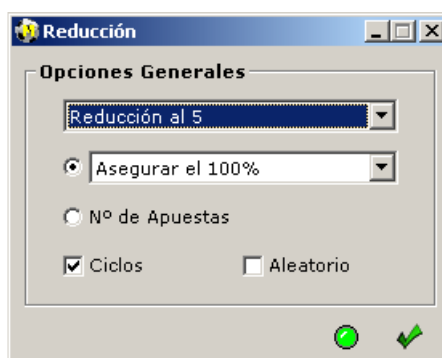 Reducción
Opciones Generales
Reducción al 5
Asegurar el 100%
Nº de Apuestas
Ciclos
Aleatorio